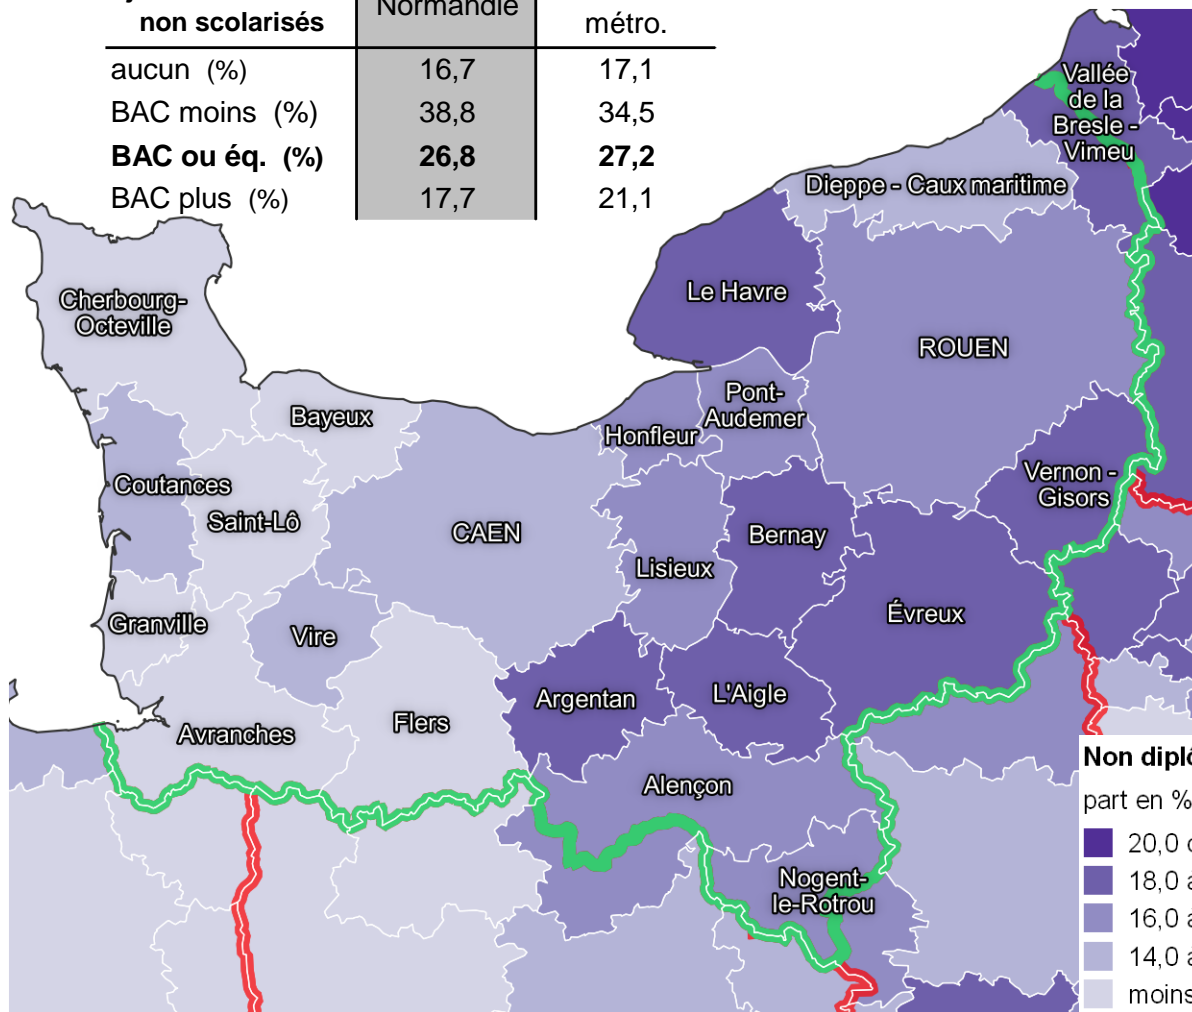 Normandie
non scolarisés
métro.
aucun (%) 16,7 17,1
BAC moins (%) 38,8 34,5
BAC ou éq. (%) 26,8 27,2
BAC plus (%) 17,7 21,1
Vallée
de la
Bresle -
Vimeu
Dieppe - Caux maritime
Le Havre
Cherbourg-
Octeville
ROUEN
Pont-
Audemer
Bayeux
Honfleur
Vernon -
Gisors
Coutances
Saint-Lô
CAEN
Bernay
Lisieux
Évreux
Granville
Vire
Argentan
L'Aigle
Flers
Avranches
Alençon
Nogent-
le-Rotrou
Non diplô
part en %
20,0
18,0 à
16,0 à
14,0 à
moins